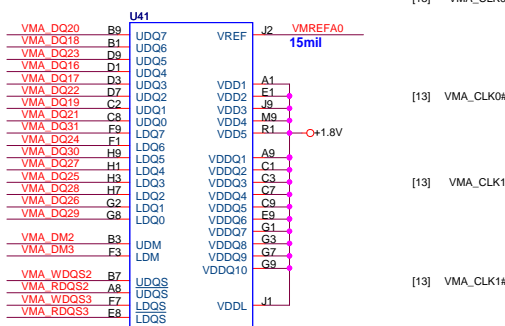 [13] VMA_CLK0
U41
VMA_DQ20 B9 UDQ7
VMA_DQ18 B1 UDQ6
VMA_DQ23 D9 UDQ5
VMA_DQ16 D1 UDQ4
VMA_DQ17 D3 UDQ3
VMA_DQ22 D7 UDQ2
VMA_DQ19 C2 UDQ1
VMA_DQ21 C8 UDQ0
VMA_DQ31 F9 LDQ7
VMA_DQ24 F1 LDQ6
VMA_DQ30 H9 LDQ5
VMA_DQ27 H1 LDQ4
VMA_DQ25 H3 LDQ3
VMA_DQ28 H7 LDQ2
VMA_DQ26 G2 LDQ1
VMA_DQ29 G8 LDQ0
VMA_DM2 B3 UDM
VMA_DM3 F3 LDM
VMA_WDQS2 B7 UDQS
VMA_RDQS2 A8 UDQS
VMA_WDQS3 F7 LDQS
VMA_RDQS3 E8 LDQS
VREF J2 VMREFA0
15mil
VDD1 A1
VDD2 E1
VDD3 J9
VDD4 M9
VDD5 R1
+1.8V
VDDQ1 A9
VDDQ2 C1
VDDQ3 C3
VDDQ4 C7
VDDQ5 C9
VDDQ6 E9
VDDQ7 G1
VDDQ8 G3
VDDQ9 G7
VDDQ10 G9
VDDL J1
[13] VMA_CLK0#
[13] VMA_CLK1
[13] VMA_CLK1#